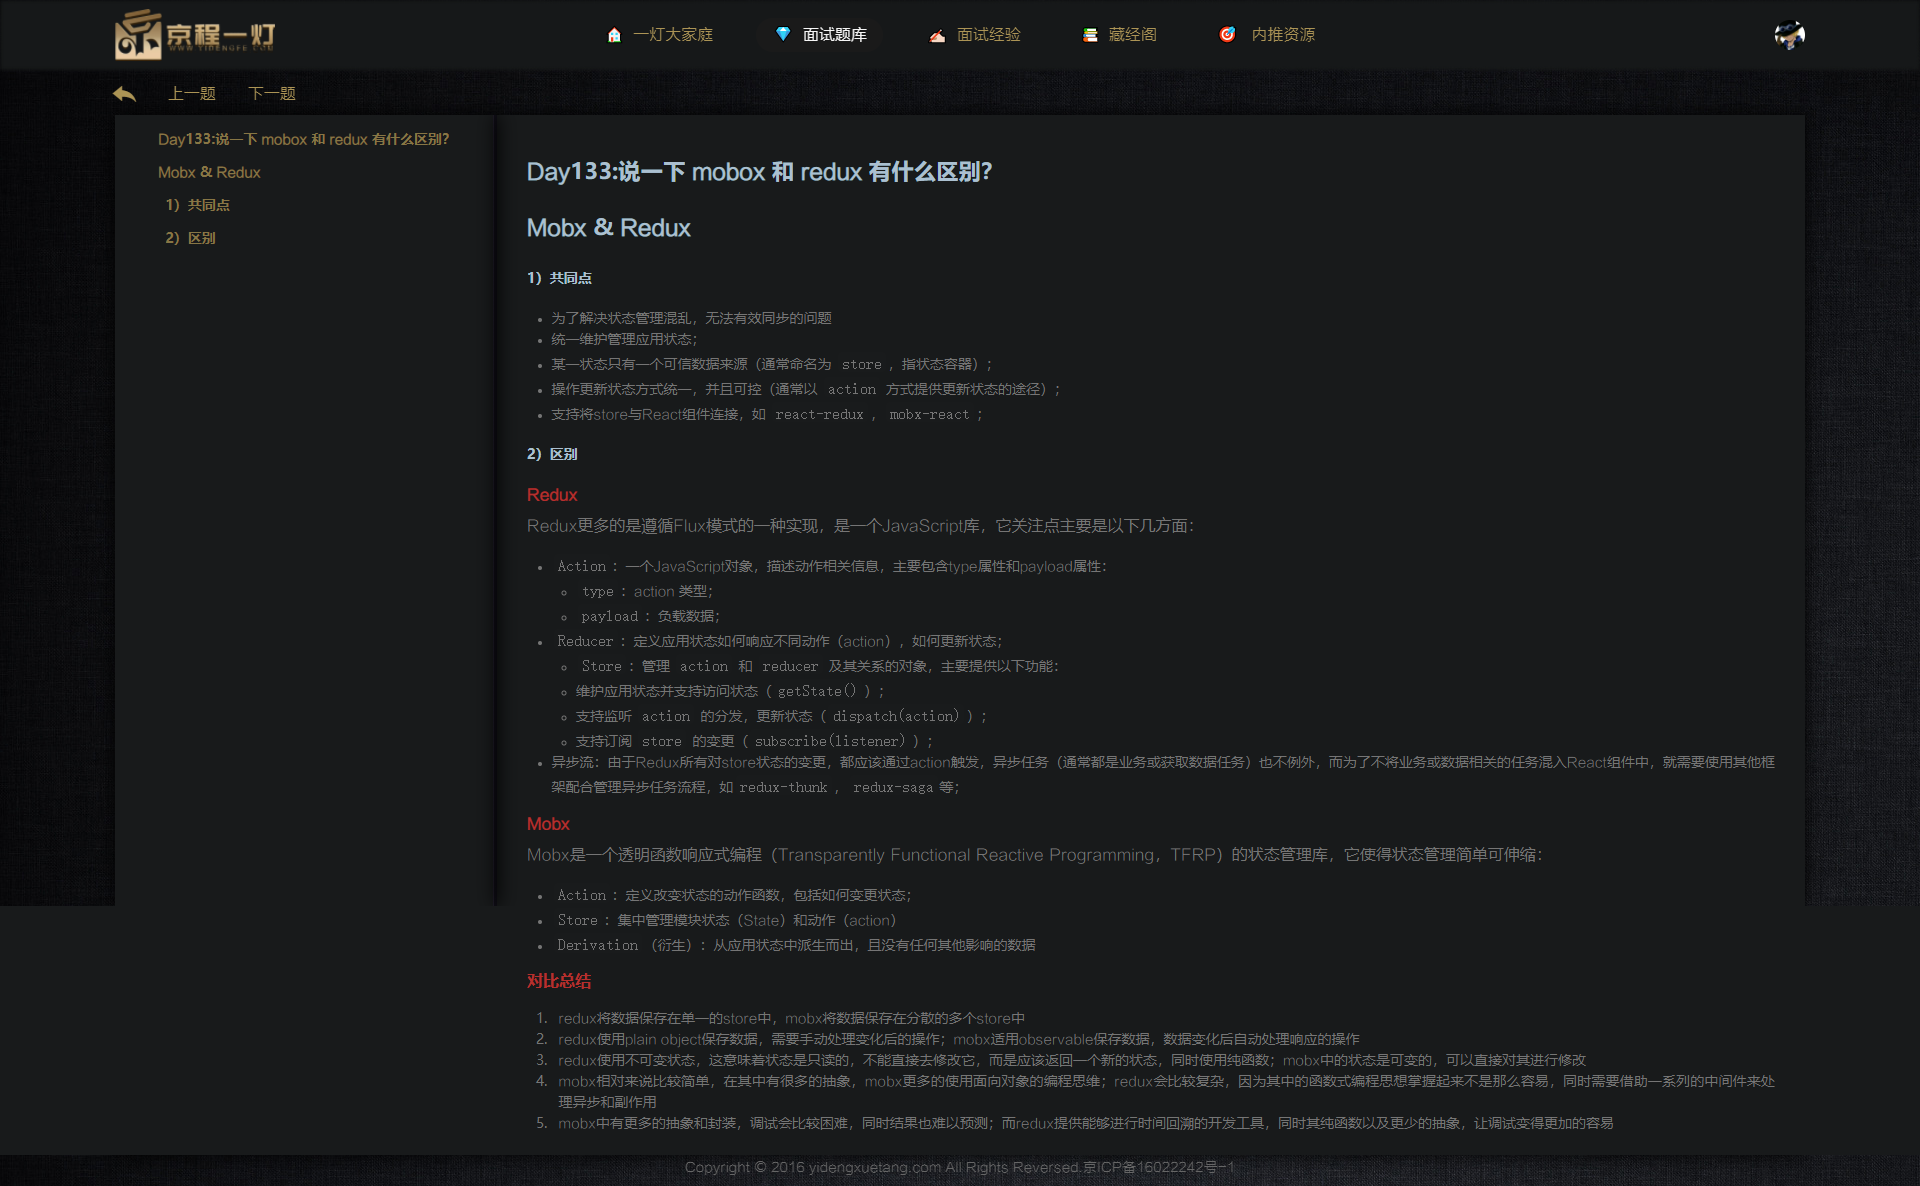 京程一灯
WWW.YIDENGFE.COM
一灯大家庭
面试题库
面试经验
藏经阁
内推资源
上一题
下一题
Day133:说一下 mobox 和 redux 有什么区别?
Mobx & Redux
1）共同点
2）区别
Day133:说一下 mobox 和 redux 有什么区别?
Mobx & Redux
1）共同点
为了解决状态管理混乱，无法有效同步的问题
统一维护管理应用状态；
某一状态只有一个可信数据来源（通常命名为 store ，指状态容器）；
操作更新状态方式统一，并且可控（通常以 action 方式提供更新状态的途径）；
支持将store与React组件连接，如 react-redux ， mobx-react ；
2）区别
Redux
Redux更多的是遵循Flux模式的一种实现，是一个JavaScript库，它关注点主要是以下几方面：
Action ：一个JavaScript对象，描述动作相关信息，主要包含type属性和payload属性：
type ：action 类型；
payload ：负载数据；
Reducer ：定义应用状态如何响应不同动作（action），如何更新状态；
Store ：管理 action 和 reducer 及其关系的对象，主要提供以下功能：
维护应用状态并支持访问状态（ getState() ）；
支持监听 action 的分发，更新状态（ dispatch(action) ）；
支持订阅 store 的变更（ subscribe(listener) ）；
异步流：由于Redux所有对store状态的变更，都应该通过action触发，异步任务（通常都是业务或获取数据任务）也不例外，而为了不将业务或数据相关的任务混入React组件中，就需要使用其他框
架配合管理异步任务流程，如 redux-thunk ， redux-saga 等；
Mobx
Mobx是一个透明函数响应式编程（Transparently Functional Reactive Programming，TFRP）的状态管理库，它使得状态管理简单可伸缩：
Action ：定义改变状态的动作函数，包括如何变更状态；
Store ：集中管理模块状态（State）和动作（action）
Derivation （衍生）：从应用状态中派生而出，且没有任何其他影响的数据
对比总结
1. redux将数据保存在单一的store中，mobx将数据保存在分散的多个store中
2. redux使用plain object保存数据，需要手动处理变化后的操作；mobx适用observable保存数据，数据变化后自动处理响应的操作
3. redux使用不可变状态，这意味着状态是只读的，不能直接去修改它，而是应该返回一个新的状态，同时使用纯函数；mobx中的状态是可变的，可以直接对其进行修改
4. mobx相对来说比较简单，在其中有很多的抽象，mobx更多的使用面向对象的编程思维；redux会比较复杂，因为其中的函数式编程思想掌握起来不是那么容易，同时需要借助一系列的中间件来处
理异步和副作用
5. mobx中有更多的抽象和封装，调试会比较困难，同时结果也难以预测；而redux提供能够进行时间回溯的开发工具，同时其纯函数以及更少的抽象，让调试变得更加的容易
Copyright © 2016 yidengxuetang.com All Rights Reversed.京ICP备16022242号-1